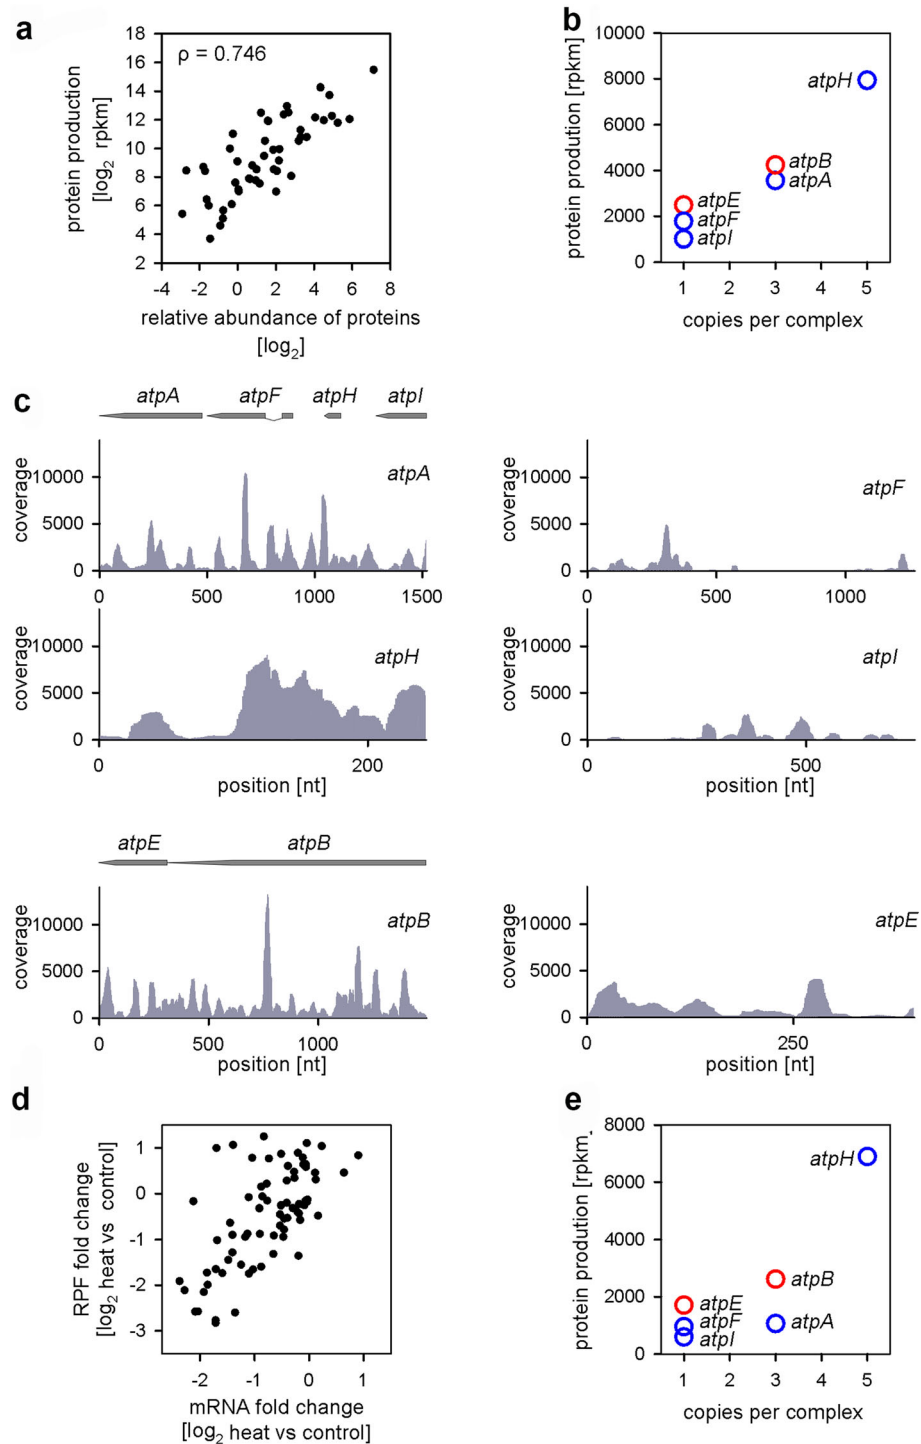 a
ρ = 0.746
protein production
[log2 rpkm]
18
16
14
12
10
8
6
4
2
-4 -2 0 2 4 6 8
relative abundance of proteins
[log2]
b
protein prodution [rpkm]
10000
8000
6000
4000
2000
0
atpH
atpB
atpA
atpE
atpF
atpI
1 2 3 4 5
copies per complex
c
atpA atpF atpH atpI
coverage
10000
5000
0
atpA
0 500 1000 1500
coverage
10000
5000
0
atpF
0 500 1000
coverage
10000
5000
0
atpH
0 200
position [nt]
coverage
10000
5000
0
atpI
0 500
position [nt]
atpE atpB
coverage
10000
5000
0
atpB
0 500 1000
position [nt]
coverage
10000
5000
0
atpE
0 250
position [nt]
d
RPF fold change
[log2 heat vs control]
1
0
-1
-2
-3
-2 -1 0 1
mRNA fold change
[log2 heat vs control]
e
protein prodution [rpkm]
8000
6000
4000
2000
0
atpH
atpB
atpE
atpF
atpA
atpI
1 2 3 4 5
copies per complex